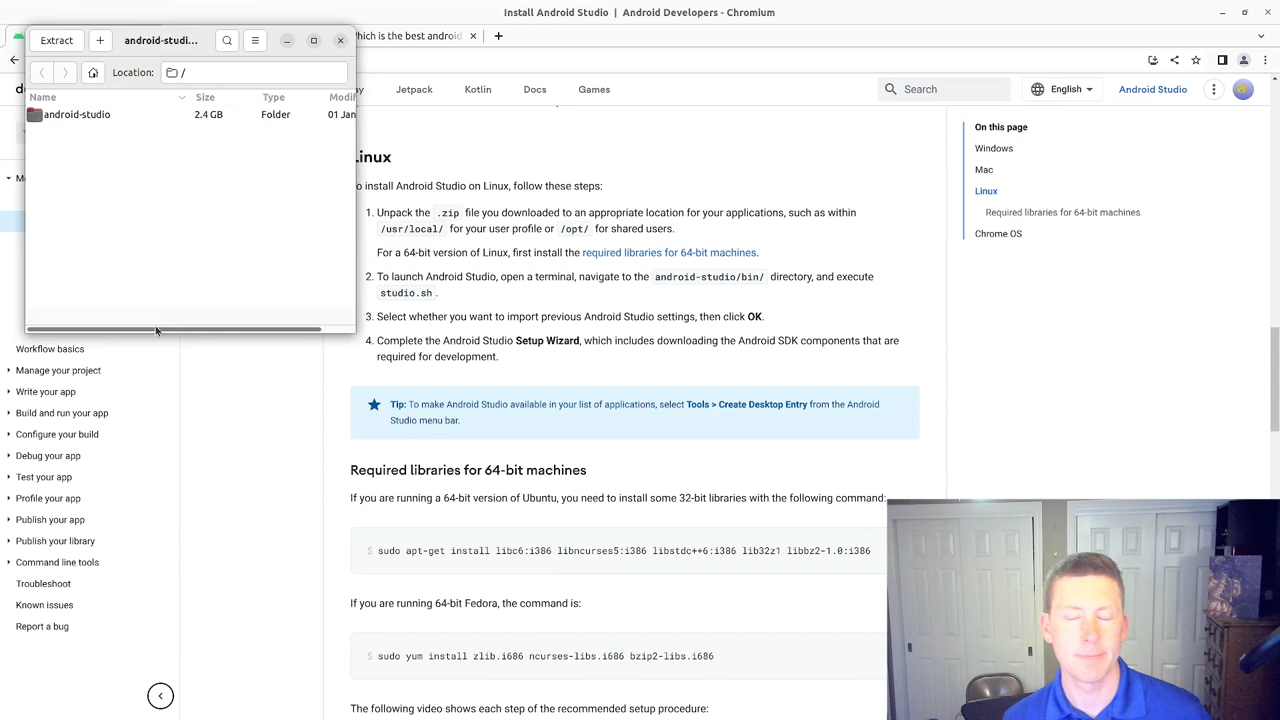 Install Android Studio | Android Developers - Chromium
Extract
android-studi...
hich is the best android
Location:
/
Name
Size
Type
Modif
android-studio
2.4 GB
Folder
01 Jan
Jetpack
Kotlin
Docs
Games
Search
English
Android Studio
inux
o install Android Studio on Linux, follow these steps:
1. Unpack the .zip file you downloaded to an appropriate location for your applications, such as within
/usr/local/ for your user profile or /opt/ for shared users.
For a 64-bit version of Linux, first install the required libraries for 64-bit machines.
2. To launch Android Studio, open a terminal, navigate to the android-studio/bin/ directory, and execute
studio.sh.
3. Select whether you want to import previous Android Studio settings, then click OK.
4. Complete the Android Studio Setup Wizard, which includes downloading the Android SDK components that are
required for development.
Tip: To make Android Studio available in your list of applications, select Tools > Create Desktop Entry from the Android
Studio menu bar.
Required libraries for 64-bit machines
If you are running a 64-bit version of Ubuntu, you need to install some 32-bit libraries with the following command:
$ sudo apt-get install libc6:i386 libncurses5:i386 libstdc++6:i386 lib32z1 libbz2-1.0:i386
If you are running 64-bit Fedora, the command is:
$ sudo yum install zlib.i686 ncurses-libs.i686 bzip2-libs.i686
The following video shows each step of the recommended setup procedure:
On this page
Windows
Mac
Linux
Required libraries for 64-bit machines
Chrome OS
Workflow basics
Manage your project
Write your app
Build and run your app
Configure your build
Debug your app
Test your app
Profile your app
Publish your app
Publish your library
Command line tools
Troubleshoot
Known issues
Report a bug